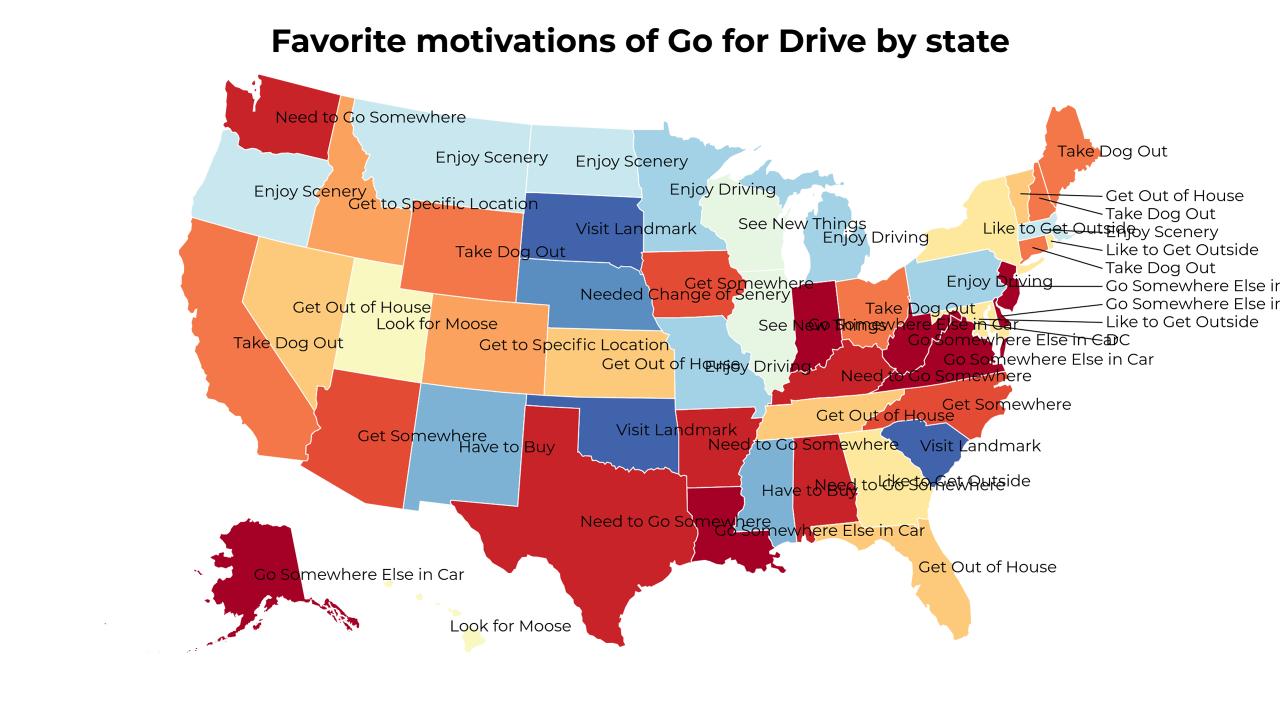 Favorite motivations of Go for Drive by state
Need to Go Somewhere
Take Dog Out
Enjoy Scenery
Enjoy Scenery
Enjoy Driving
Enjoy Scenery
Get Out of House
Get to Specific Location
Take Dog Out
See New Things
Like to Get Outside
Visit Landmark
Enjoy Scenery
Enjoy Driving
Like to Get Outside
Take Dog Out
Take Dog Out
Enjoy Driving
Get Somewhere
Go Somewhere Else i
Needed Change of Senery
Go Somewhere Else i
Get Out of House
Take Dog Out
Look for Moose
See New Things
Go Somewhere Else in Car
Like to Get Outside
Take Dog Out
Get to Specific Location
Go Somewhere Else in Car
DC
Get Out of House
Enjoy Driving
Go Somewhere Else in Car
Need to Go Somewhere
Get Somewhere
Get Out of House
Get Somewhere
Have to Buy
Visit Landmark
Need to Go Somewhere
Visit Landmark
Have to Buy
Need to Go Somewhere
Like to Get Outside
Need to Go Somewhere
Go Somewhere Else in Car
Get Out of House
Go Somewhere Else in Car
Look for Moose